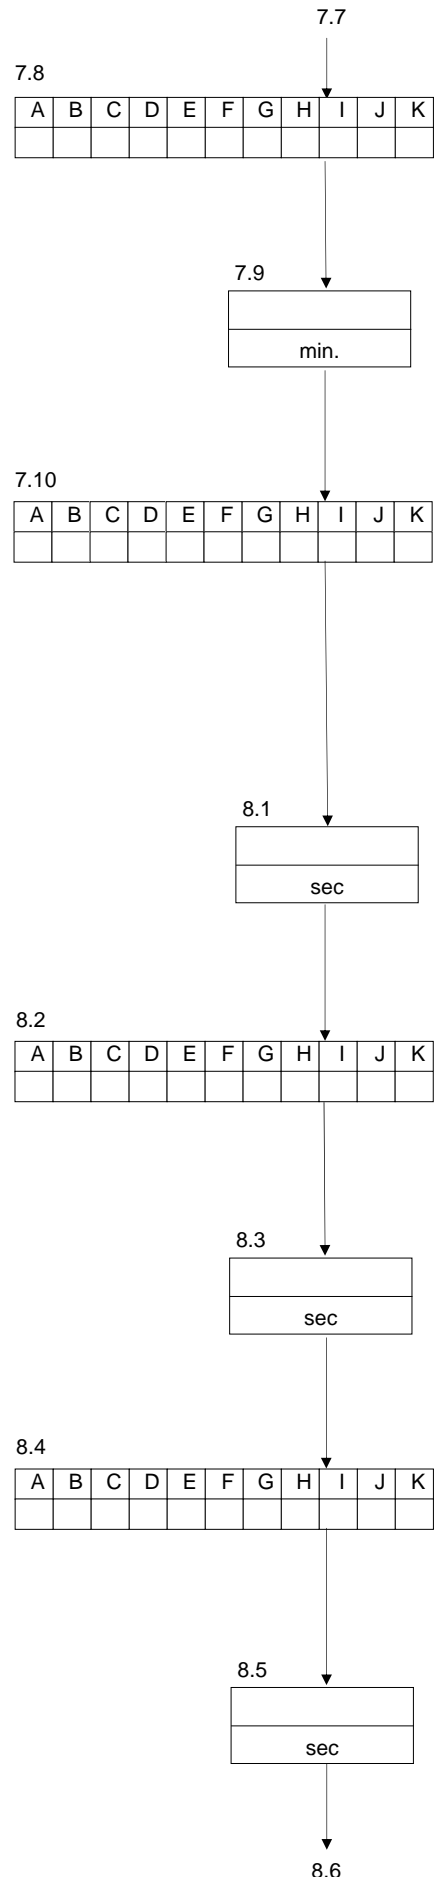 7.7
7.8
A B C D E F G H I J K
7.9
min.
7.10
A B C D E F G H I J K
8.1
sec
8.2
A B C D E F G H I J K
8.3
sec
8.4
A B C D E F G H I J K
8.5
sec
8.6